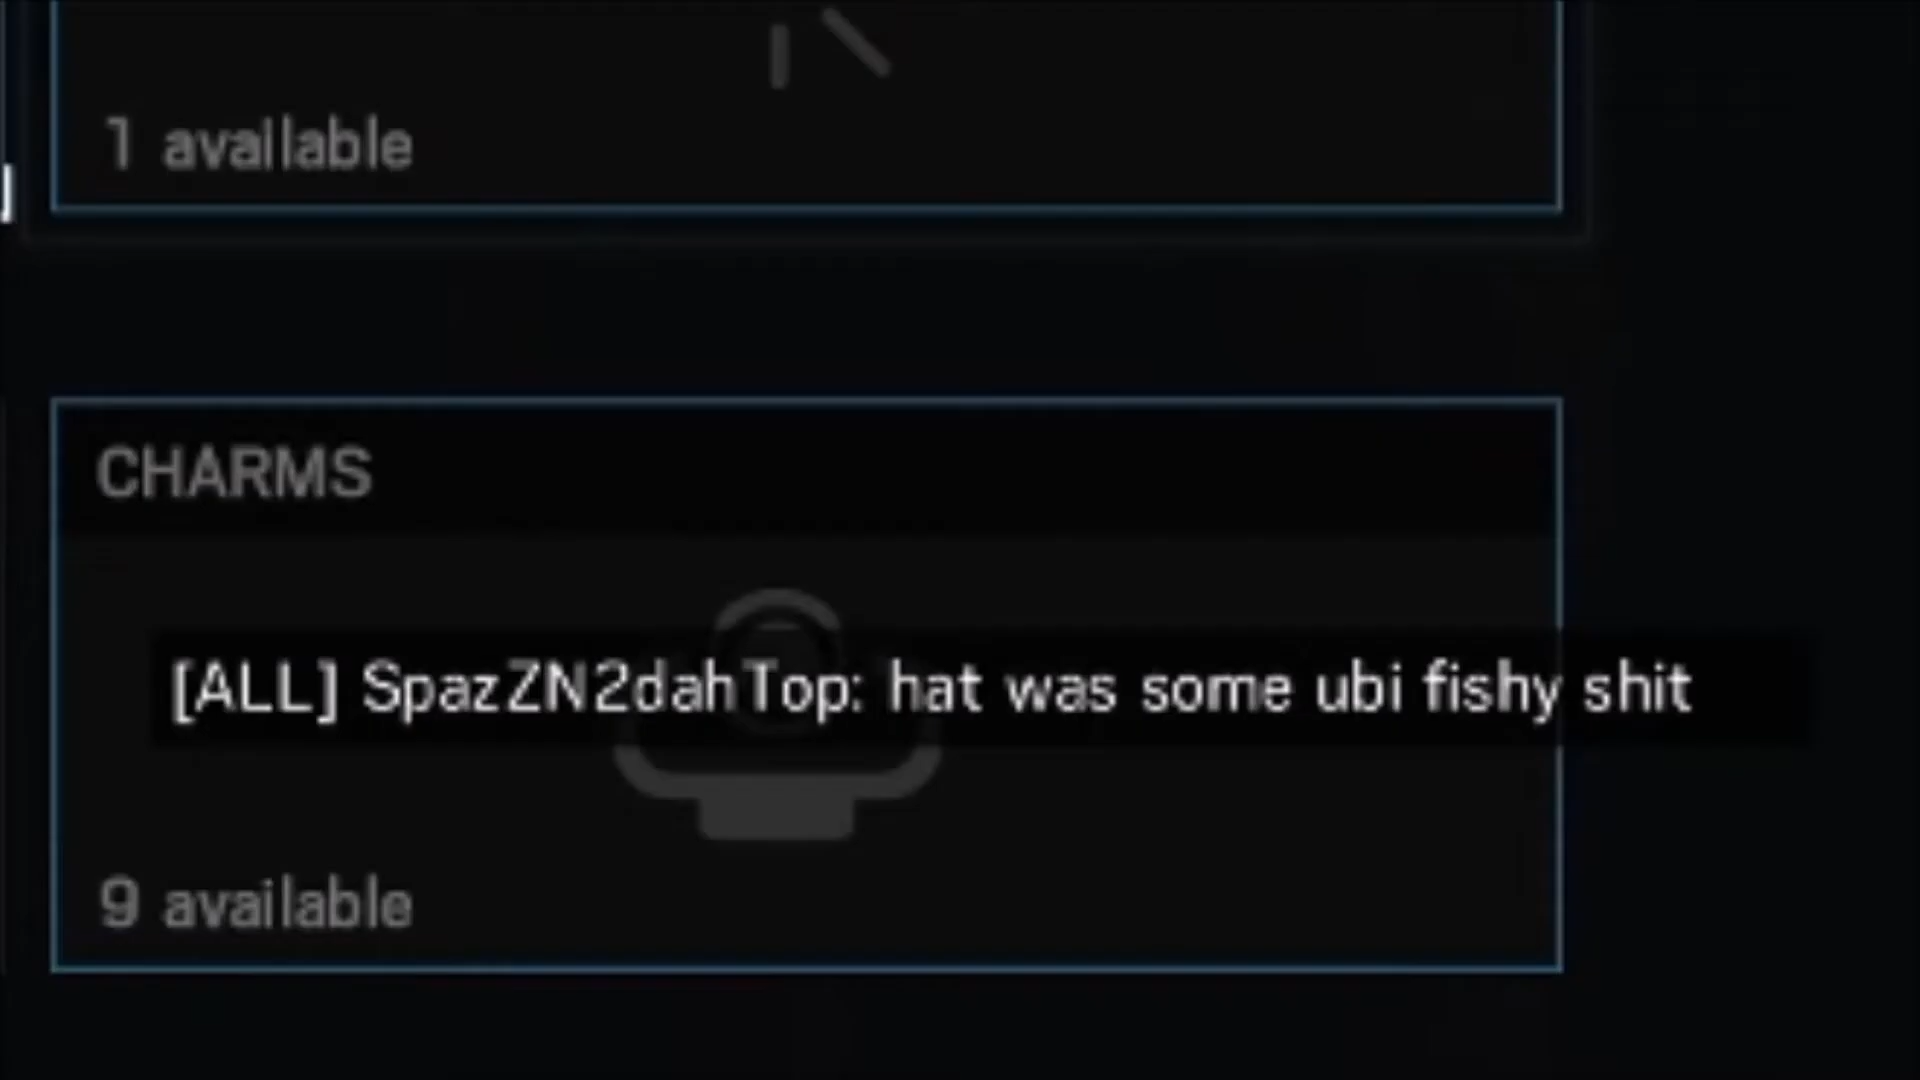 1 available
CHARMS
[ALL] SpazZN2dahTop: hat was some ubi fishy shit
9 available